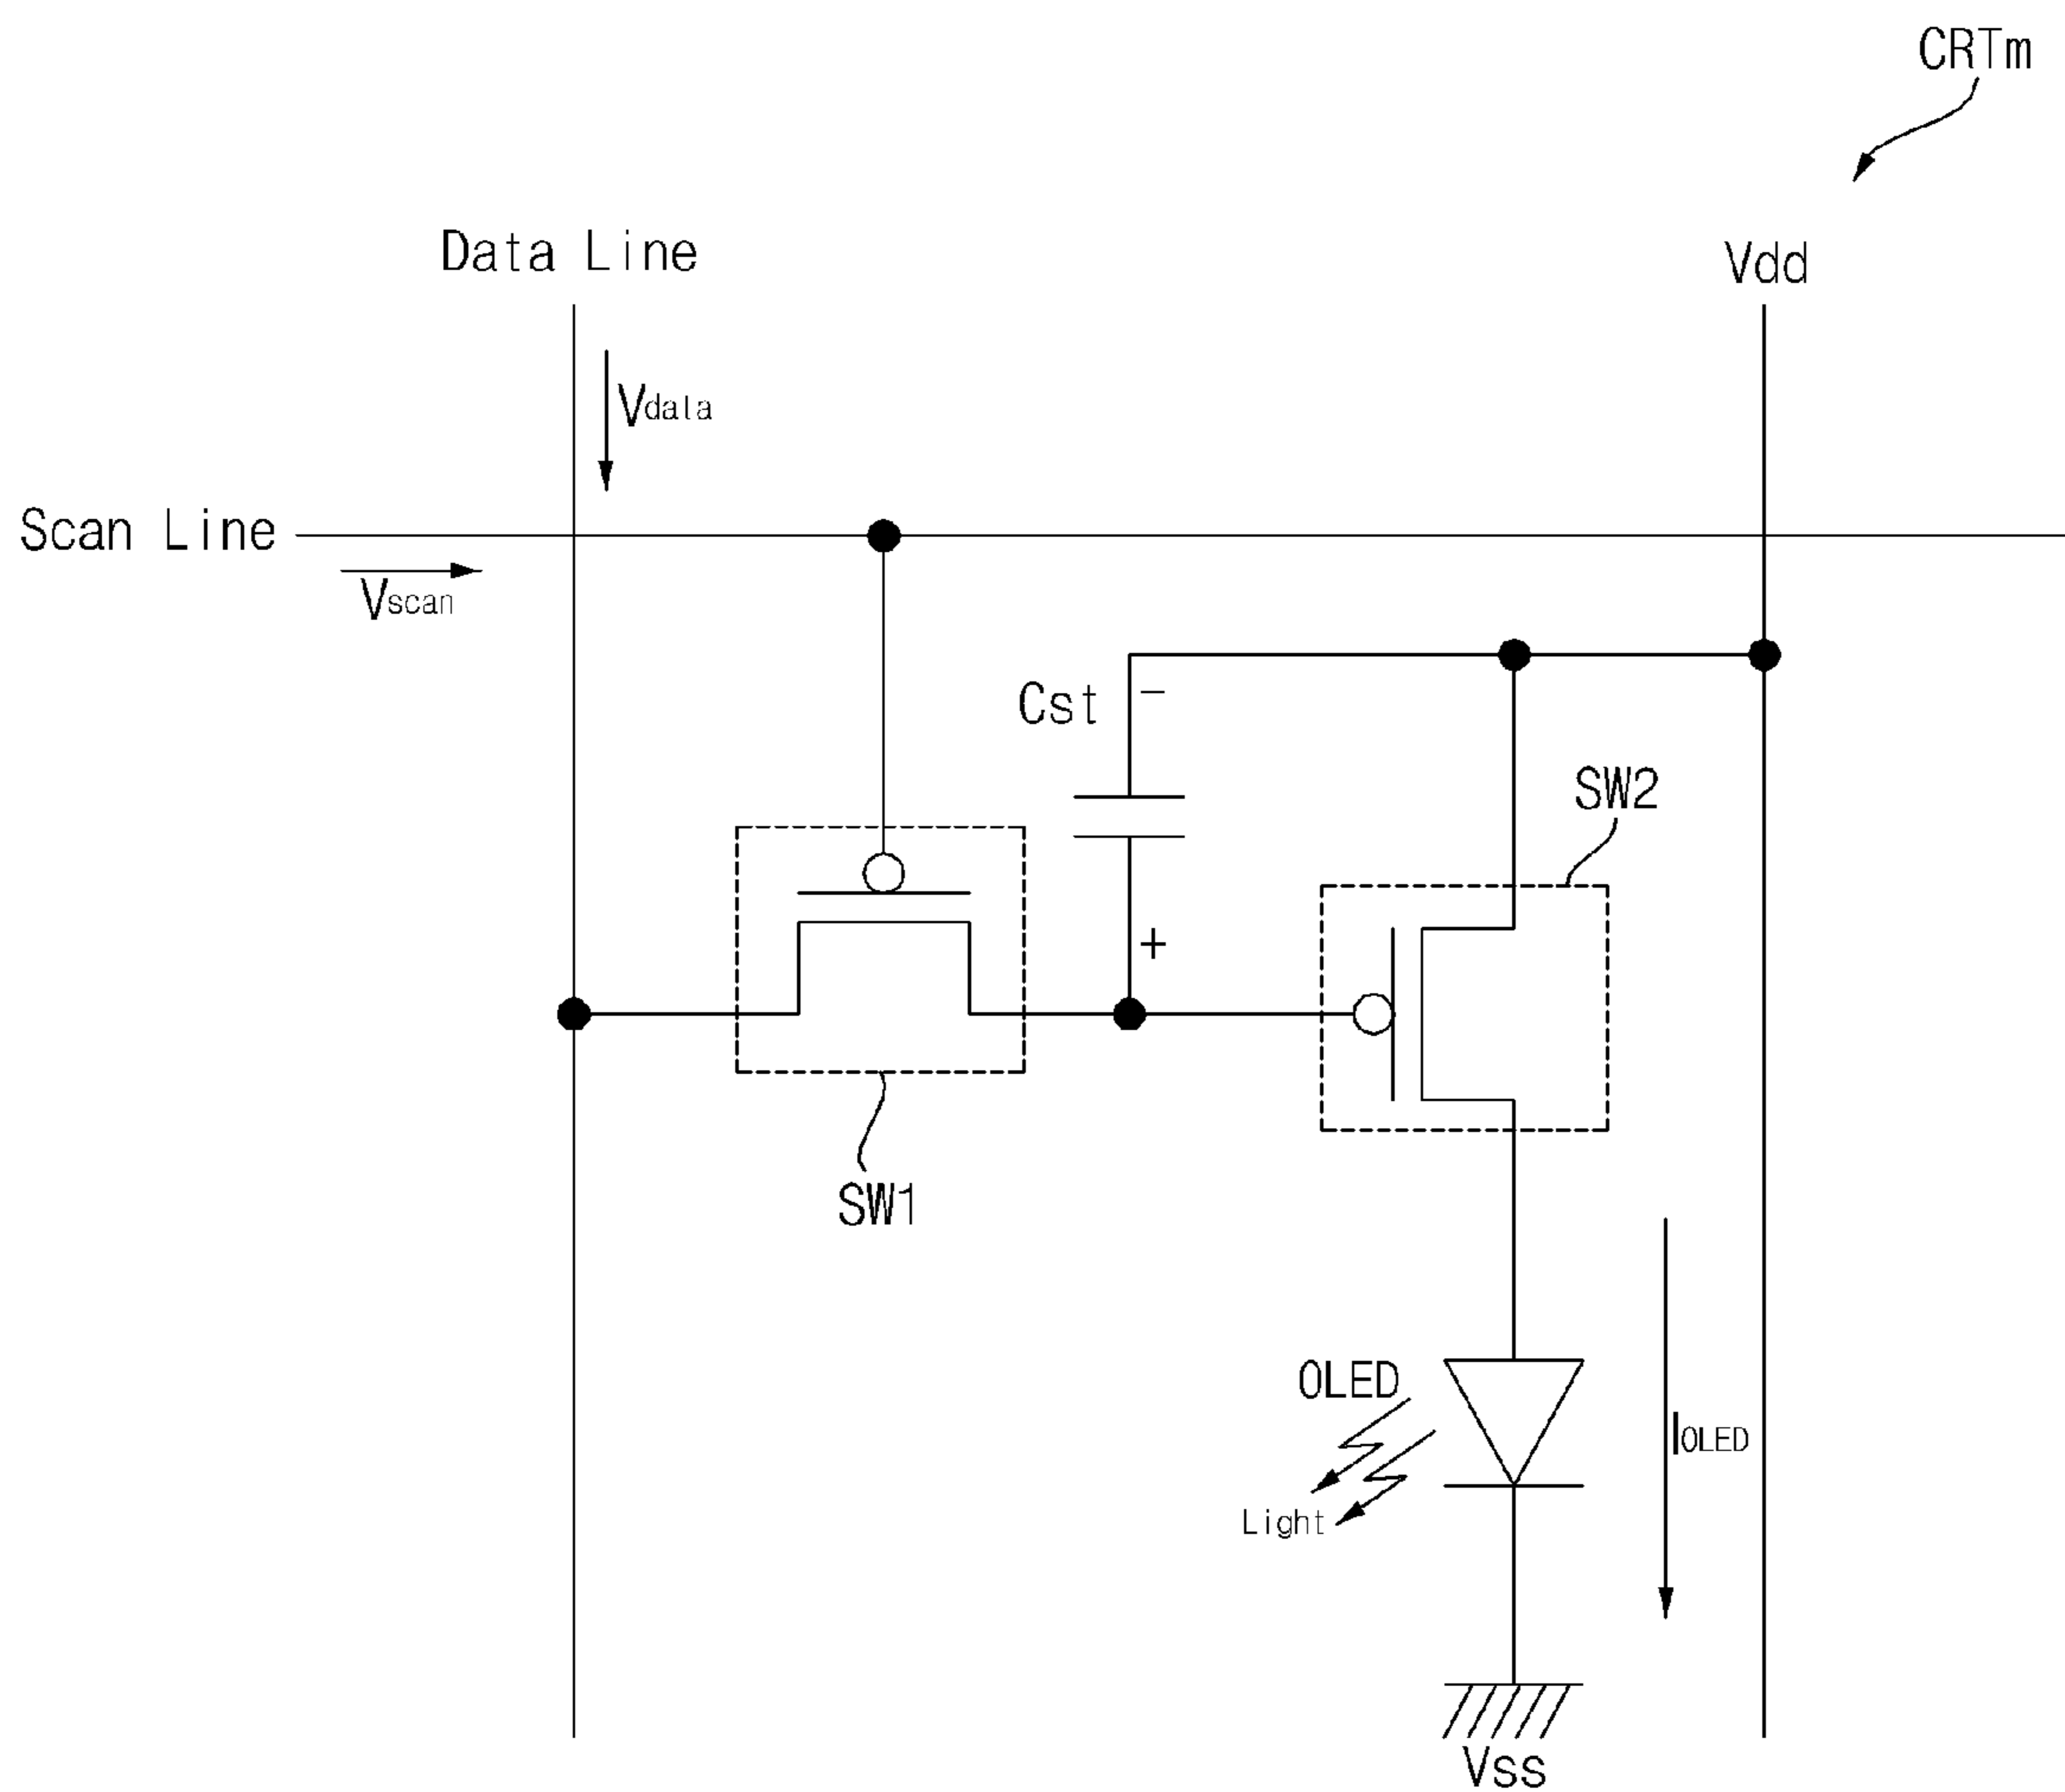 CRTm
Data Line
Vdd
Vdata
Scan Line
Vscan
Cst
-
SW2
+
SW1
OLED
IOLED
Light
Vss